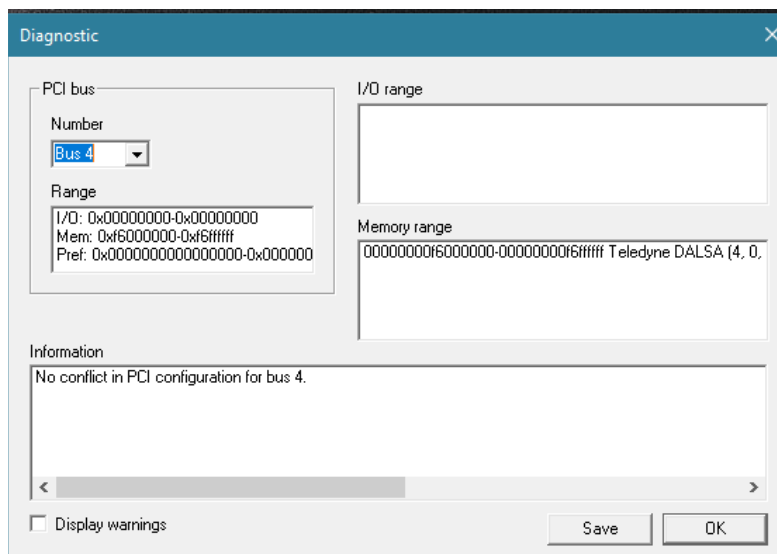 Diagnostic
PCI bus
Number
Bus 4
Range
I/O: 0x00000000-0x00000000
Mem: 0xf6000000-0xf6ffffff
Pref: 0x0000000000000000-0x000000
I/O range
Memory range
00000000f6000000-00000000f6ffffff Teledyne DALSA (4, 0,
Information
No conflict in PCI configuration for bus 4.
Display warnings
Save
OK